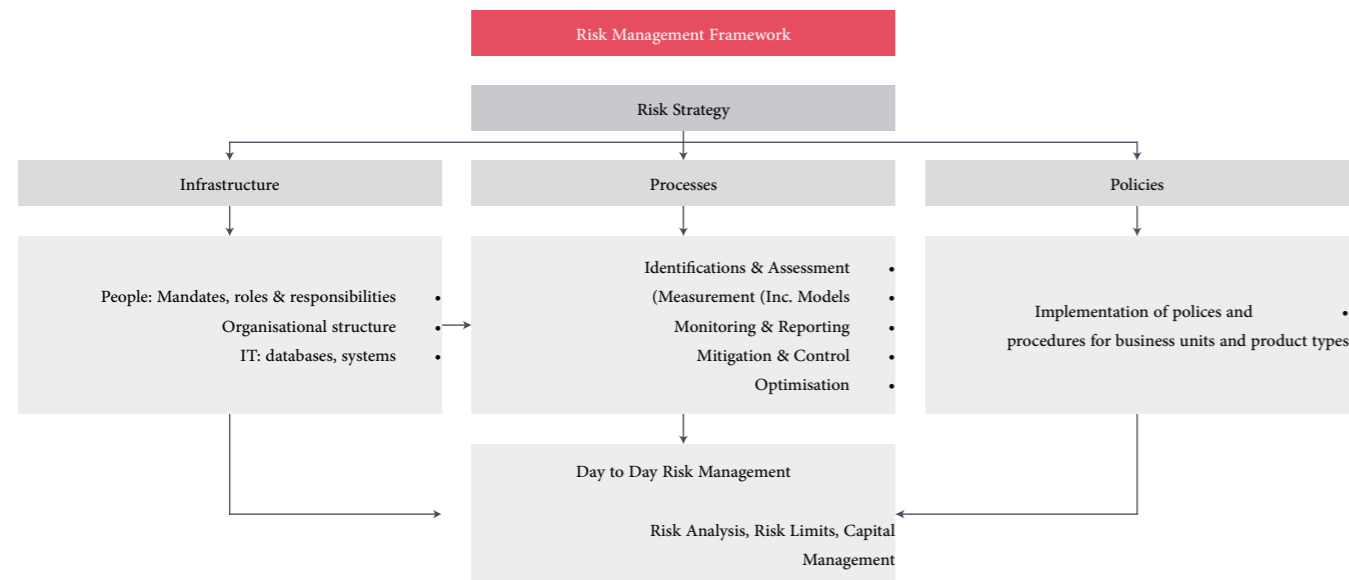 Risk Management Framework
Risk Strategy
Infrastructure
Processes
Policies
People: Mandates, roles & responsibilities •
Organisational structure •
IT: databases, systems •
Identifications & Assessment •
(Measurement (Inc. Models •
Monitoring & Reporting •
Mitigation & Control •
Optimisation •
Implementation of polices and •
procedures for business units and product types
Day to Day Risk Management
Risk Analysis, Risk Limits, Capital
Management